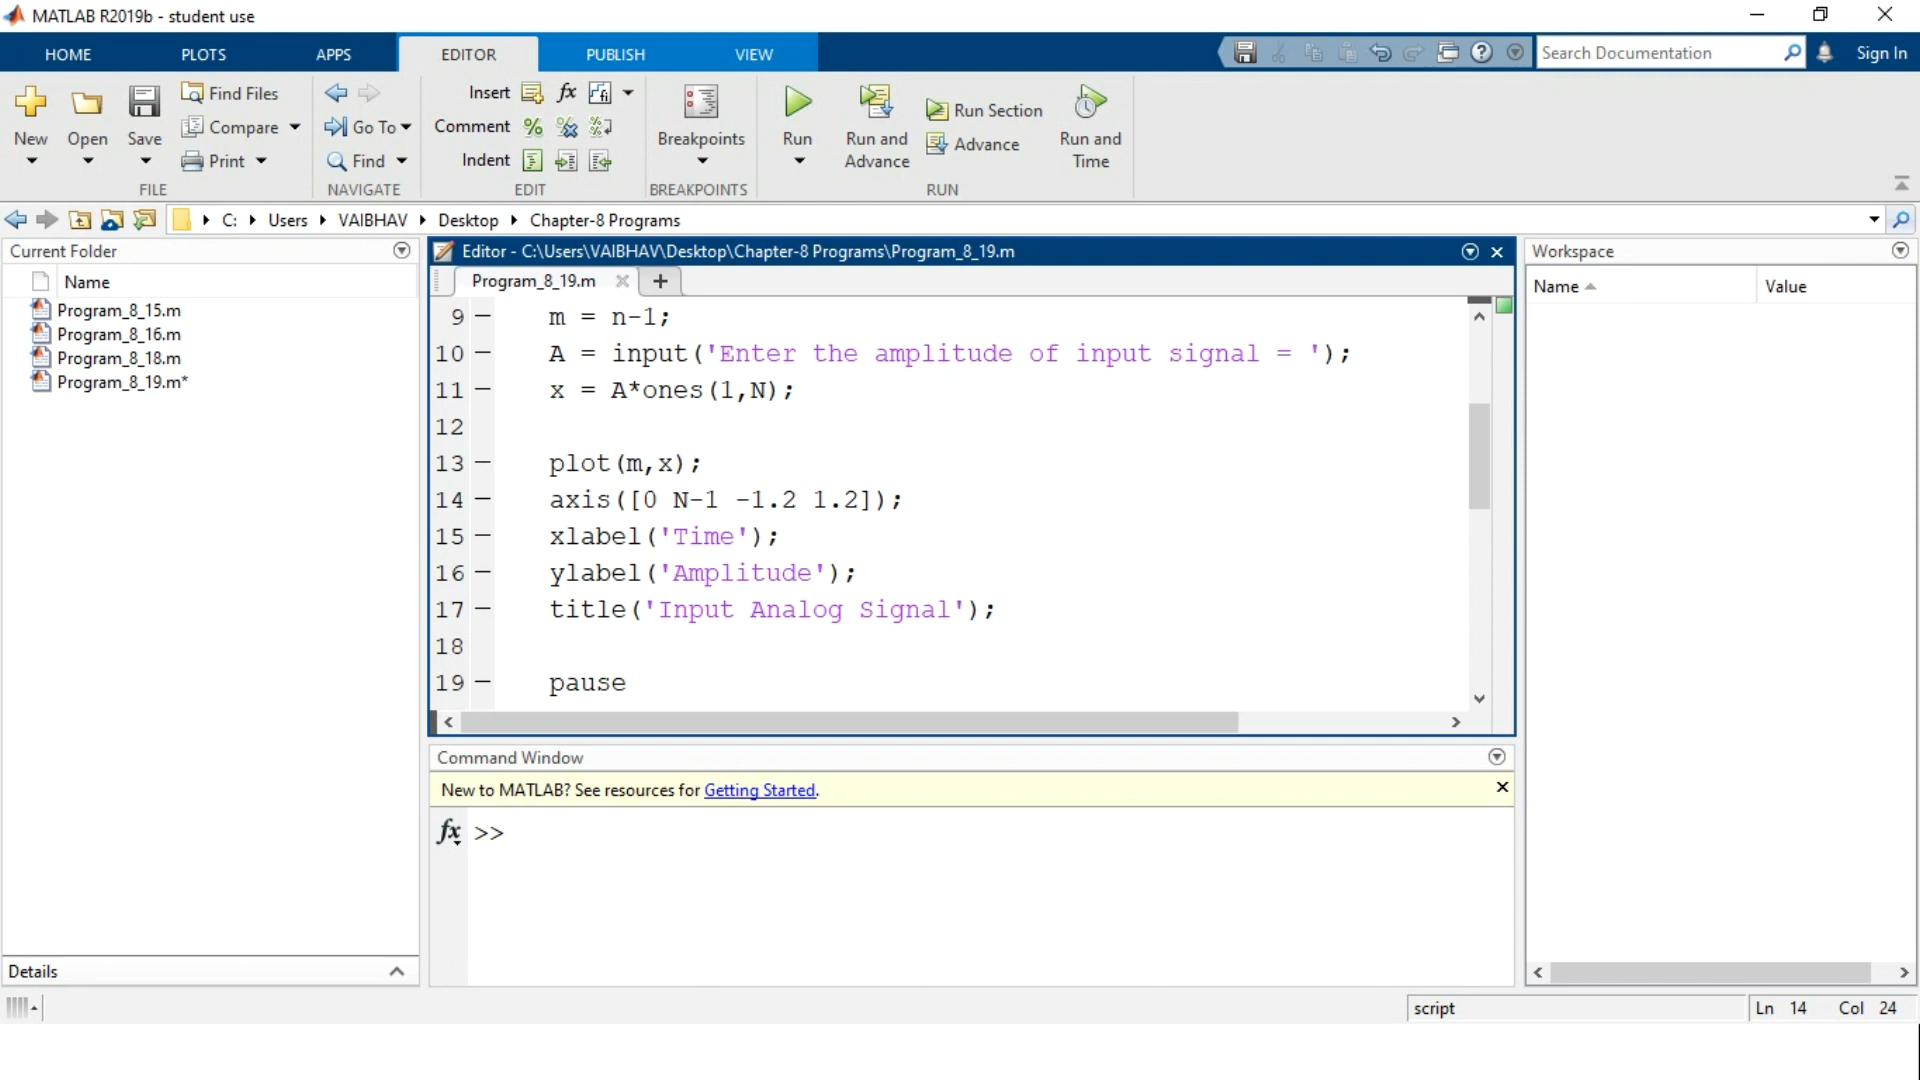 MATLAB R2019b - student use
HOME PLOTS APPS EDITOR PUBLISH VIEW Search Documentation Sign In
New Open Save Find Files Compare Print FILE
Go To Find NAVIGATE
Insert fx Comment Indent EDIT
Breakpoints BREAKPOINTS
Run Run and Advance Run Section Advance Run and Time RUN
C: Users VAIBHAV Desktop Chapter-8 Programs
Current Folder
Name
Program_8_15.m
Program_8_16.m
Program_8_18.m
Program_8_19.m*
Details
Editor - C:\Users\VAIBHAV\Desktop\Chapter-8 Programs\Program_8_19.m
Program_8_19.m
9 - m = n-1;
10 - A = input('Enter the amplitude of input signal = ');
11 - x = A*ones(1,N);
12
13 - plot(m,x);
14 - axis([0 N-1 -1.2 1.2]);
15 - xlabel('Time');
16 - ylabel('Amplitude');
17 - title('Input Analog Signal');
18
19 - pause
Command Window
New to MATLAB? See resources for Getting Started.
fx >>
Workspace
Name Value
script Ln 14 Col 24